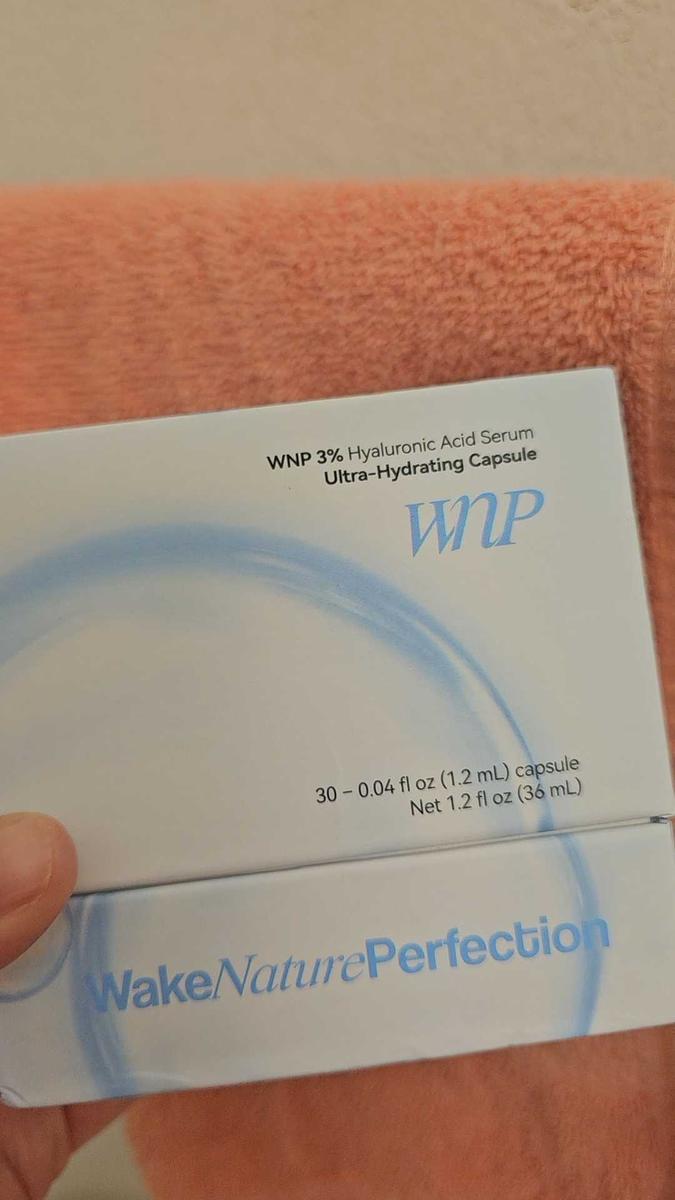 WNP 3% Hyaluronic Acid Serum
Ultra-Hydrating Capsule
WNP
30 – 0.04 fl oz (1.2 mL) capsule
Net 1.2 fl oz (36 mL)
WakeNaturePerfection